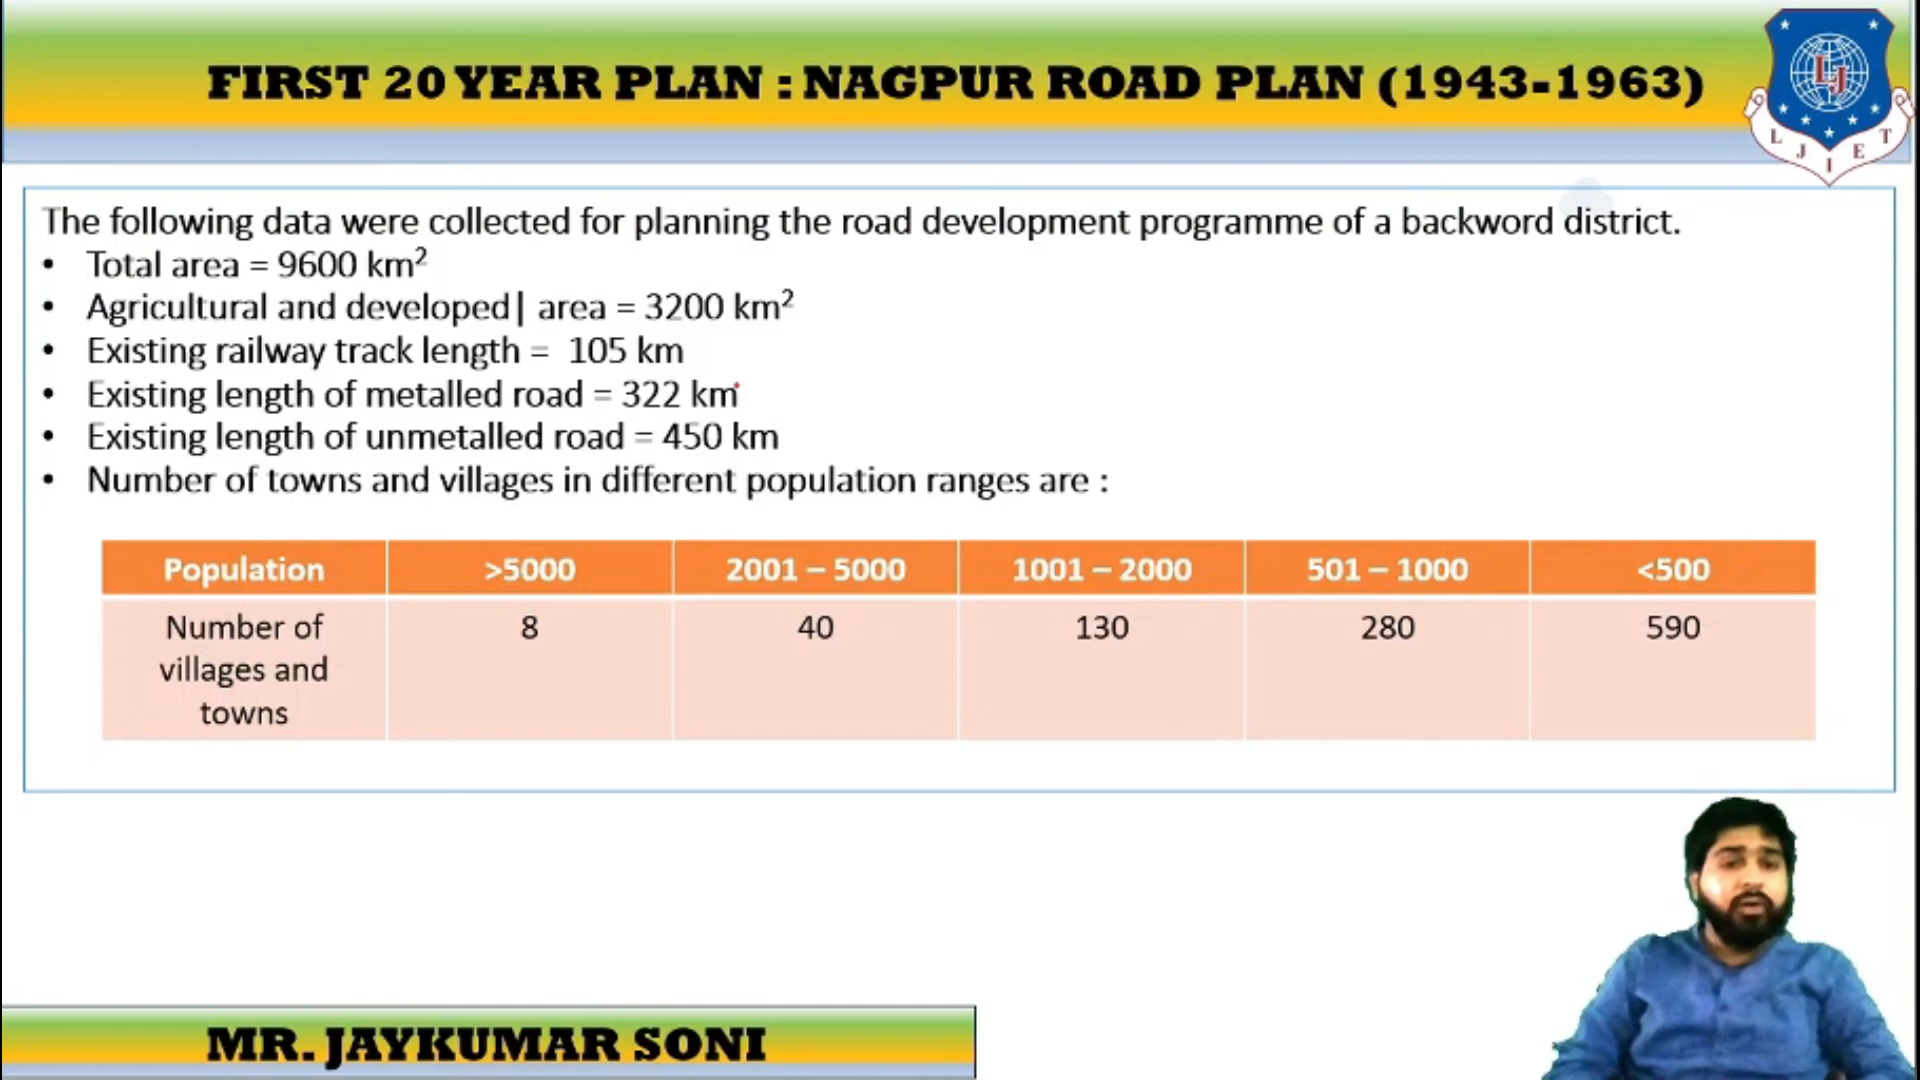 FIRST 20 YEAR PLAN : NAGPUR ROAD PLAN (1943-1963)
LJ
L J I E T
The following data were collected for planning the road development programme of a backword district.
• Total area = 9600 km²
• Agricultural and developed| area = 3200 km²
• Existing railway track length = 105 km
• Existing length of metalled road = 322 km
• Existing length of unmetalled road = 450 km
• Number of towns and villages in different population ranges are :
Population >5000 2001 – 5000 1001 – 2000 501 – 1000 <500
Number of 8 40 130 280 590
villages and
towns
MR. JAYKUMAR SONI